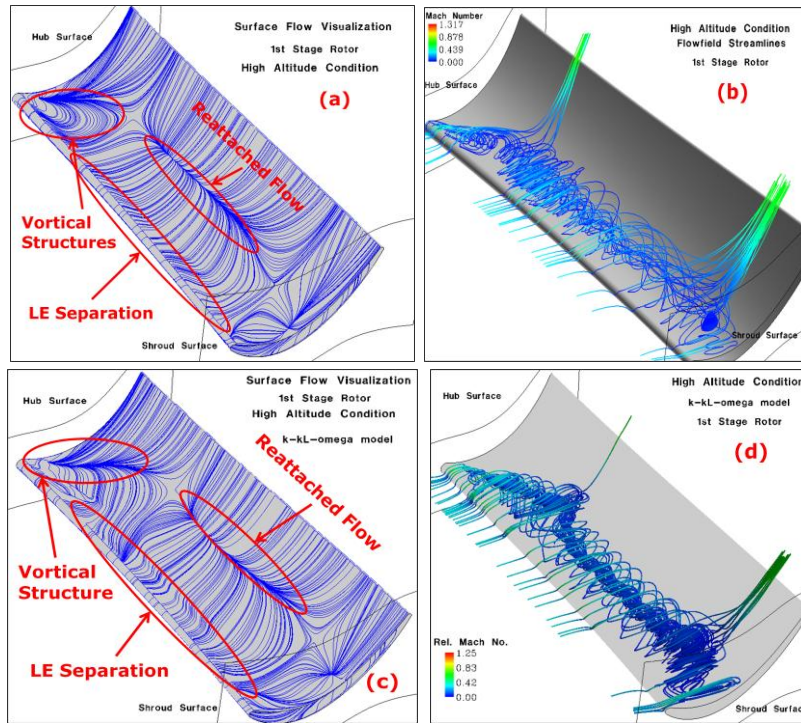 Hub Surface
Surface Flow Visualization
1st Stage Rotor
High Altitude Condition
(a)
Reattached Flow
Vortical
Structures
LE Separation
Shroud Surface
Mach Number
1.317
0.878
0.439
0.000
Hub Surface
High Altitude Condition
Flowfield Streamlines
1st Stage Rotor
(b)
Shroud Surface
Hub Surface
Surface Flow Visualization
1st Stage Rotor
High Altitude Condition
k-kL-omega model
Reattached Flow
Vortical
Structure
LE Separation
(c)
Shroud Surface
Hub Surface
High Altitude Condition
k-kL-omega model
1st Stage Rotor
(d)
Rel. Mach No.
1.25
0.83
0.42
0.00
Shroud Surface